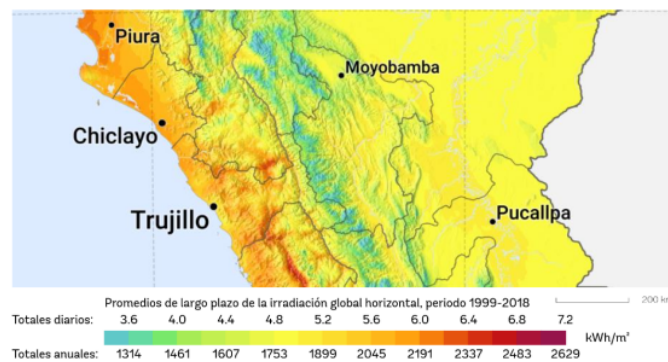 Piura
Moyobamba
Chiclayo
Trujillo
Pucallpa
Promedios de largo plazo de la irradiación global horizontal, periodo 1999-2018
200 km
Totales diarios: 3.6 4.0 4.4 4.8 5.2 5.6 6.0 6.4 6.8 7.2
kWh/m²
Totales anuales: 1314 1461 1607 1753 1899 2045 2191 2337 2483 2629